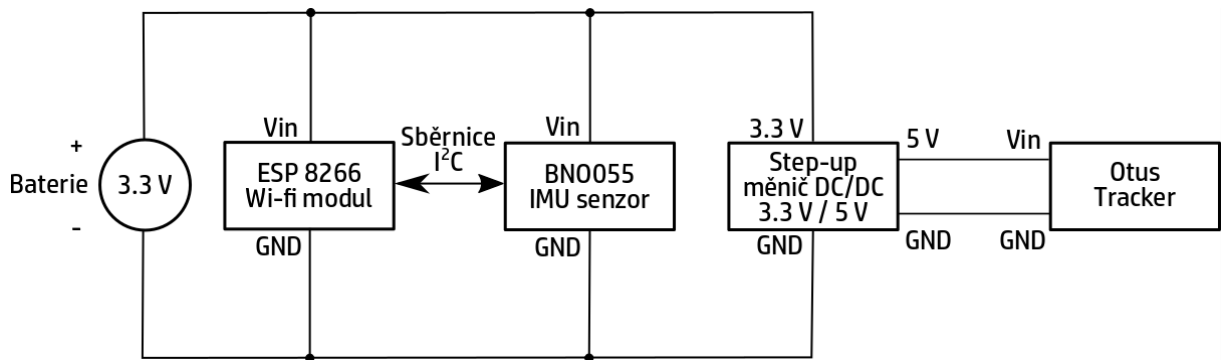 +
Baterie
-
3.3 V
Vin
ESP 8266
Wi-fi modul
GND
Sběrnice
I²C
Vin
BNO055
IMU senzor
GND
3.3 V
Step-up
měnič DC/DC
3.3 V / 5 V
GND
5 V
GND
Vin
GND
Otus
Tracker